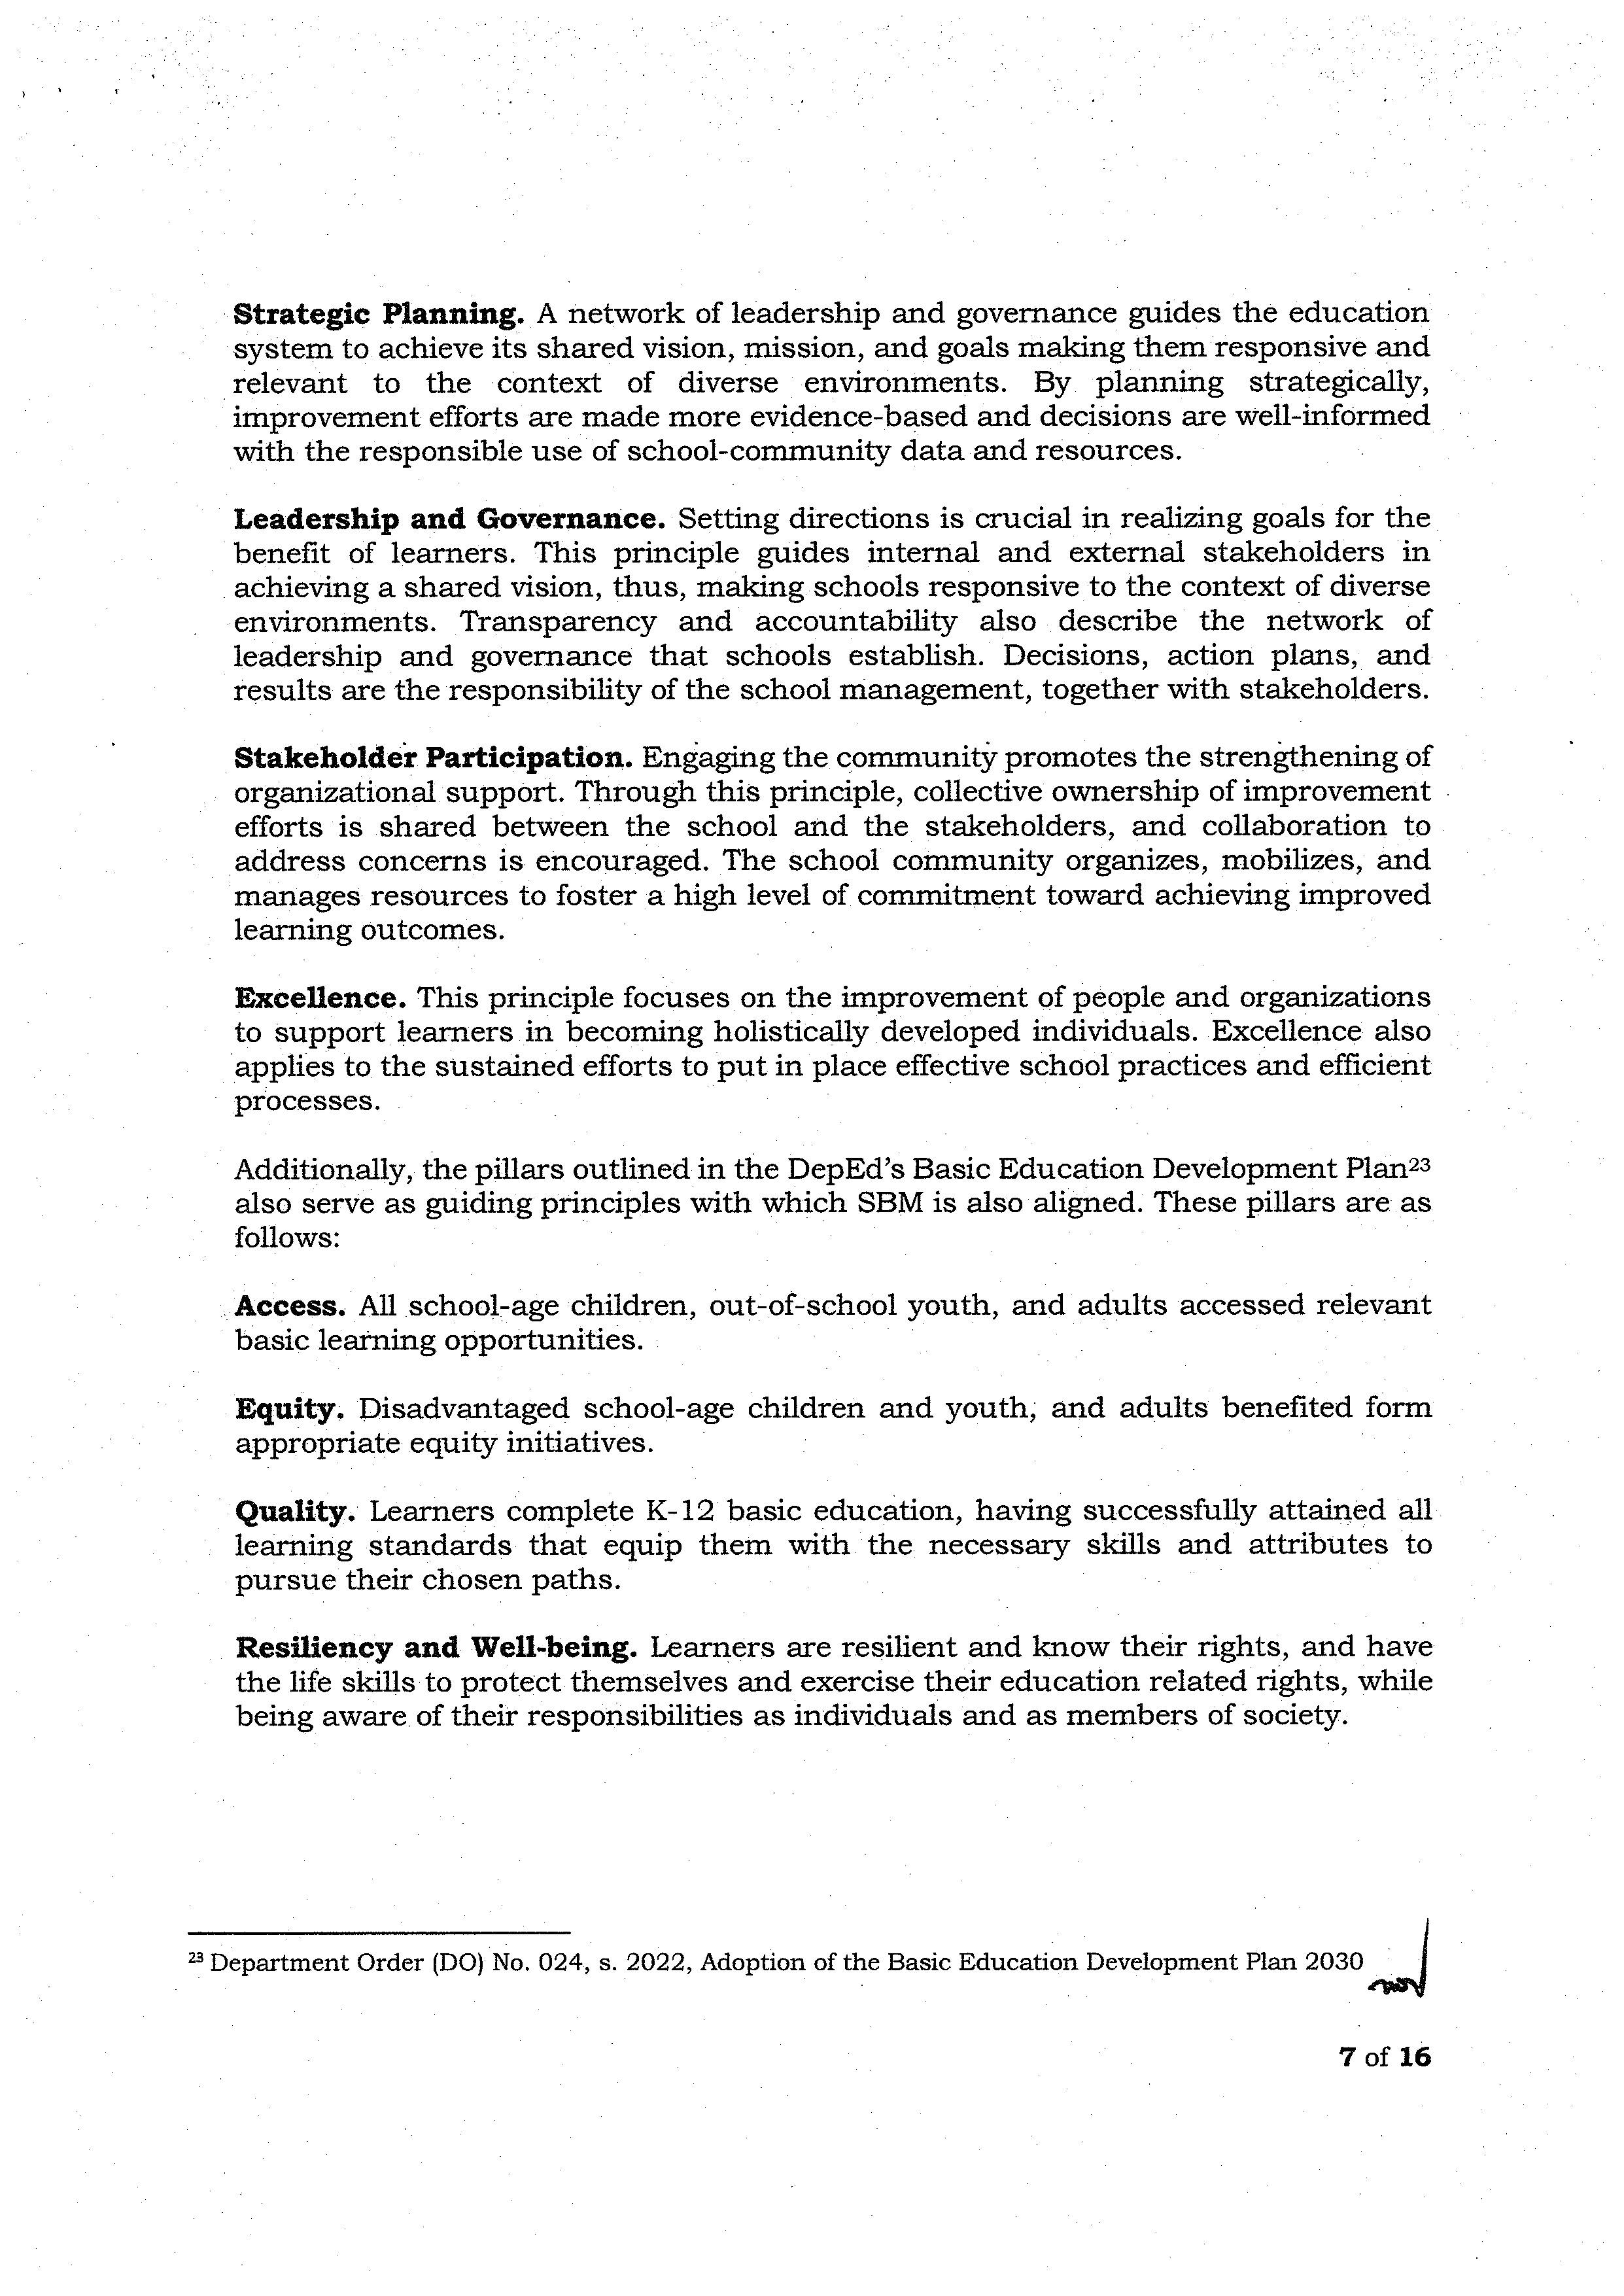 Strategic Planning. A network of leadership and governance guides the education
system to achieve its shared vision, mission, and goals making them responsive and
relevant to the context of diverse environments. By planning strategically,
improvement efforts are made more evidence-based and decisions are well-informed
with the responsible use of school-community data and resources.
Leadership and Governance. Setting directions is crucial in realizing goals for the
benefit of learners. This principle guides internal and external stakeholders in
achieving a shared vision, thus, making schools responsive to the context of diverse
environments. Transparency and accountability also describe the network of
leadership and governance that schools establish. Decisions, action plans, and
results are the responsibility of the school management, together with stakeholders.
Stakeholder Participation. Engaging the community promotes the strengthening of
organizational support. Through this principle, collective ownership of improvement
efforts is shared between the school and the stakeholders, and collaboration to
address concerns is encouraged. The school community organizes, mobilizes, and
manages resources to foster a high level of commitment toward achieving improved
learning outcomes.
Excellence. This principle focuses on the improvement of people and organizations
to support learners in becoming holistically developed individuals. Excellence also
applies to the sustained efforts to put in place effective school practices and efficient
processes.
Additionally, the pillars outlined in the DepEd's Basic Education Development Plan23
also serve as guiding principles with which SBM is also aligned. These pillars are as
follows:
Access. All school-age children, out-of-school youth, and adults accessed relevant
basic learning opportunities.
Equity. Disadvantaged school-age children and youth, and adults benefited form
appropriate equity initiatives.
Quality. Learners complete K-12 basic education, having successfully attained all
learning standards that equip them with the necessary skills and attributes to
pursue their chosen paths.
Resiliency and Well-being. Learners are resilient and know their rights, and have
the life skills to protect themselves and exercise their education related rights, while
being aware of their responsibilities as individuals and as members of society.
23 Department Order (DO) No. 024, s. 2022, Adoption of the Basic Education Development Plan 2030
7 of 16